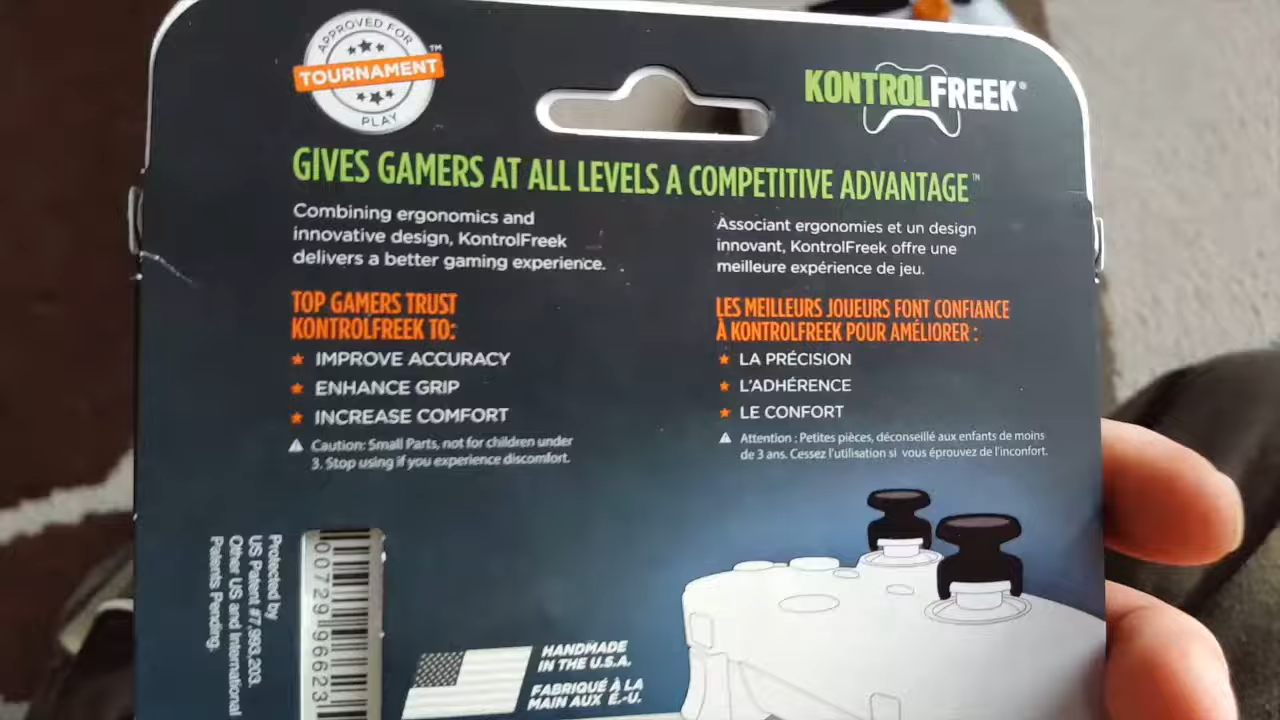 APPROVED FOR
TOURNAMENT™
PLAY
KONTROLFREEK®
GIVES GAMERS AT ALL LEVELS A COMPETITIVE ADVANTAGE™
Combining ergonomics and
innovative design, KontrolFreek
delivers a better gaming experience.
TOP GAMERS TRUST
KONTROLFREEK TO:
IMPROVE ACCURACY
ENHANCE GRIP
INCREASE COMFORT
Caution: Small Parts, not for children under
3. Stop using if you experience discomfort.
Associant ergonomies et un design
innovant, KontrolFreek offre une
meilleure expérience de jeu.
LES MEILLEURS JOUEURS FONT CONFIANCE
À KONTROLFREEK POUR AMÉLIORER :
LA PRÉCISION
L'ADHÉRENCE
LE CONFORT
Attention : Petites pièces, déconseillé aux enfants de moins
de 3 ans. Cessez l'utilisation si vous éprouvez de l'inconfort.
Protected by
US Patent #7,993,203.
Other US and International
Patents Pending.
00729 96623
HANDMADE
IN THE U.S.A.
FABRIQUÉ À LA
MAIN AUX É.-U.